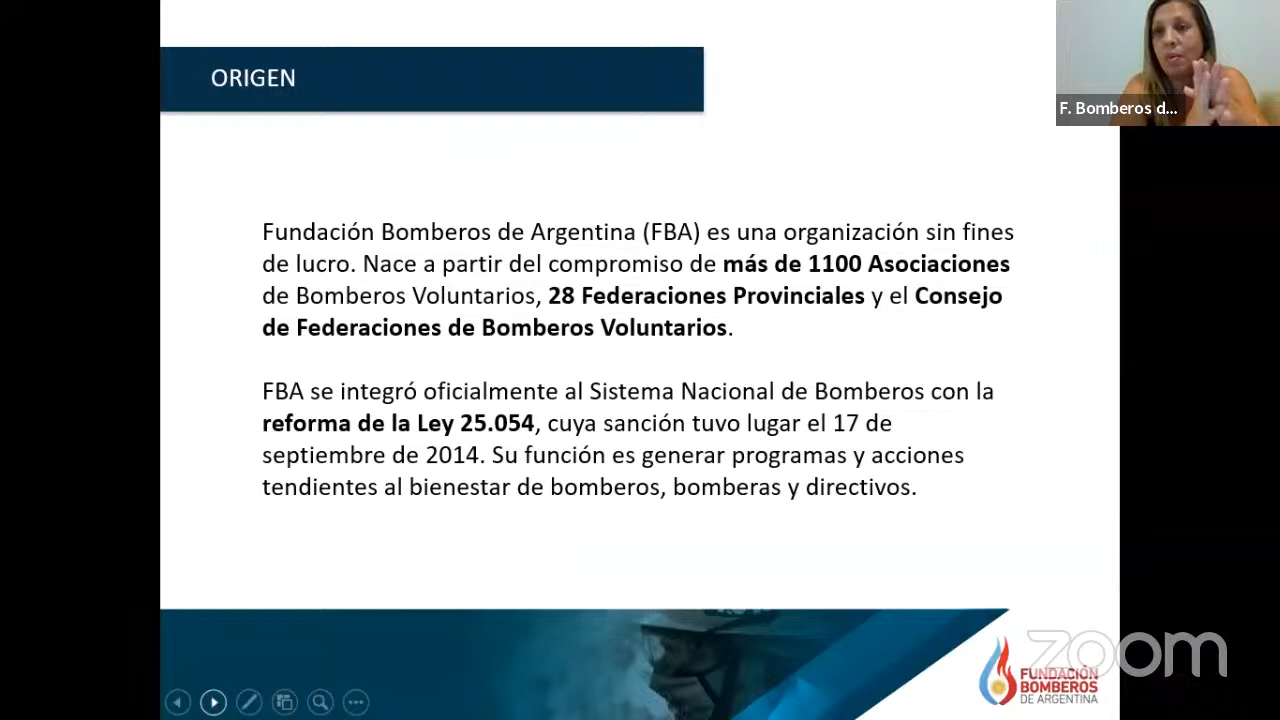 ORIGEN
F. Bomberos d...
Fundación Bomberos de Argentina (FBA) es una organización sin fines
de lucro. Nace a partir del compromiso de más de 1100 Asociaciones
de Bomberos Voluntarios, 28 Federaciones Provinciales y el Consejo
de Federaciones de Bomberos Voluntarios.
FBA se integró oficialmente al Sistema Nacional de Bomberos con la
reforma de la Ley 25.054, cuya sanción tuvo lugar el 17 de
septiembre de 2014. Su función es generar programas y acciones
tendientes al bienestar de bomberos, bomberas y directivos.
zoom
FUNDACIÓN
BOMBEROS
DE ARGENTINA